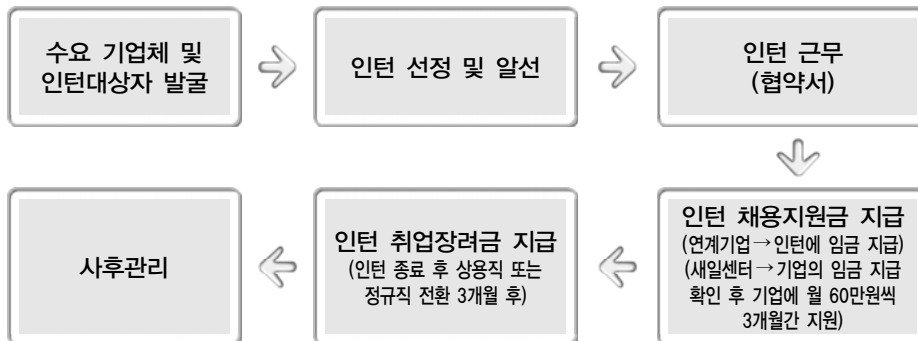 수요 기업체 및
인턴대상자 발굴
인턴 선정 및 알선
인턴 근무
(협약서)
인턴 채용지원금 지급
(연계기업→인턴에 임금 지급)
(새일센터→기업의 임금 지급
확인 후 기업에 월 60만원씩
3개월간 지원)
인턴 취업장려금 지급
(인턴 종료 후 상용직 또는
정규직 전환 3개월 후)
사후관리